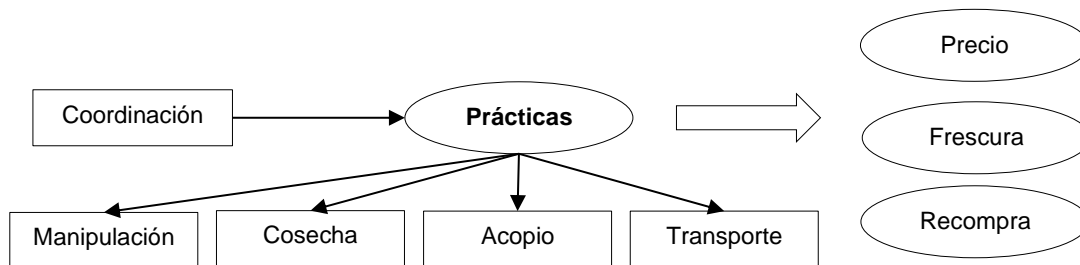 Precio
Coordinación
Prácticas
Frescura
Recompra
Manipulación
Cosecha
Acopio
Transporte